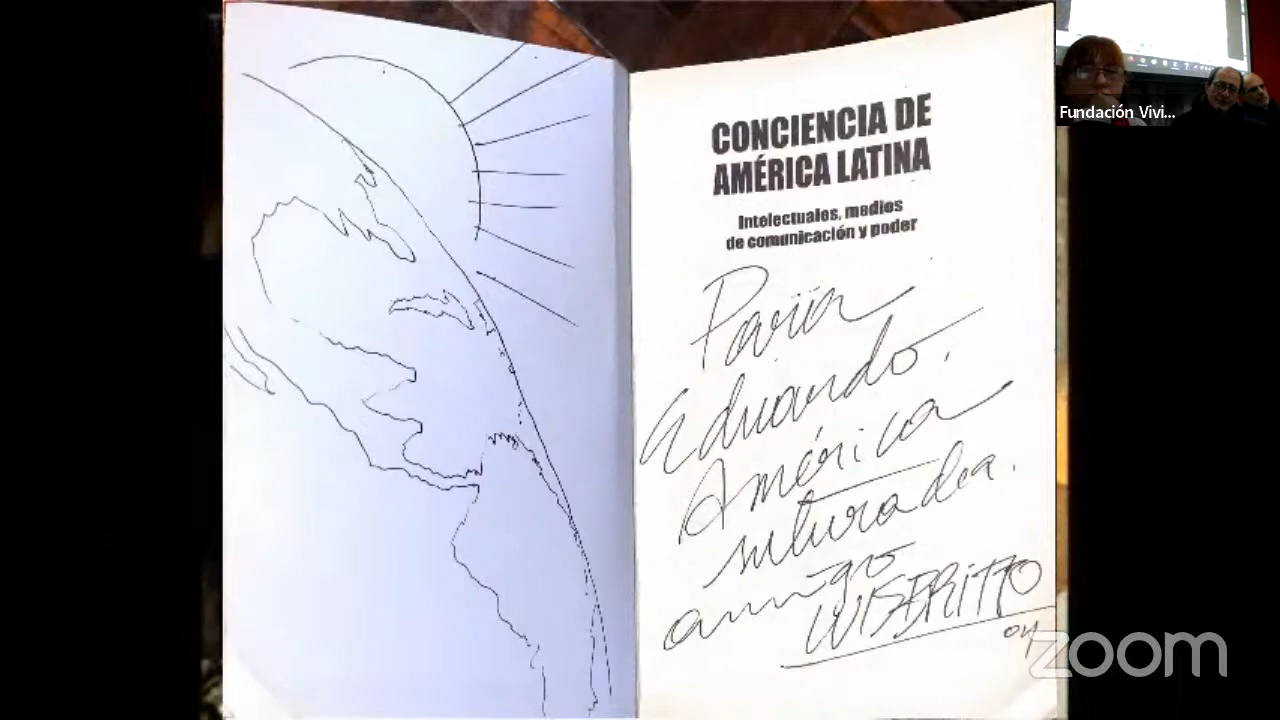 CONCIENCIA DE
AMÉRICA LATINA
Intelectuales, medios
de comunicación y poder
Para
Eduardo.
América
suturada.
amigo
LUIS BRITTO
04
Fundación Vivi...
zoom